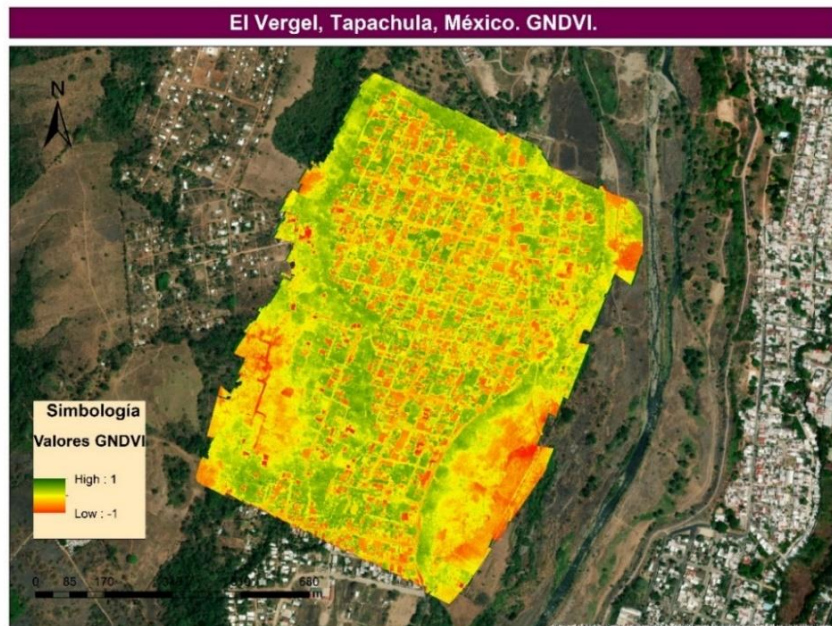 El Vergel, Tapachula, México. GNDVI.
N
Simbología
Valores GNDVI
High : 1
Low : -1
0 85 170 680
m